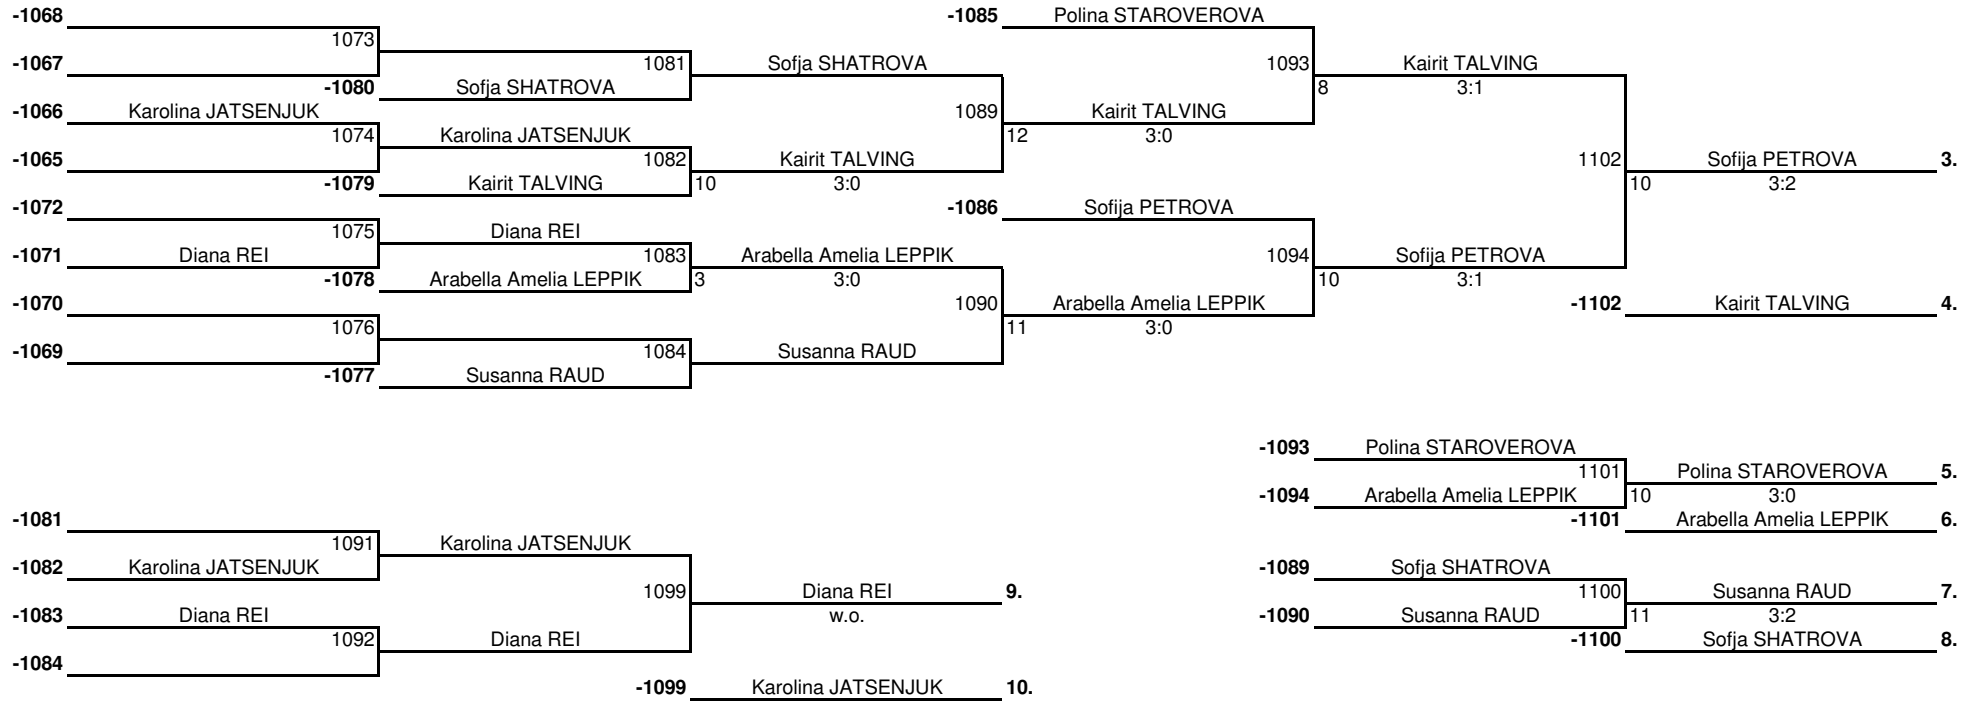 -1068
-1085 Polina STAROVEROVA
1073
-1067 1081 Sofja SHATROVA 1093 Kairit TALVING
-1080 Sofja SHATROVA 8 3:1
-1066 Karolina JATSENJUK 1089 Kairit TALVING
1074 Karolina JATSENJUK 12 3:0
-1065 1082 Kairit TALVING 1102 Sofija PETROVA 3.
-1079 Kairit TALVING 10 3:0 10 3:2
-1072 -1086 Sofija PETROVA
1075 Diana REI
-1071 Diana REI 1083 Arabella Amelia LEPPIK 1094 Sofija PETROVA
-1078 Arabella Amelia LEPPIK 3 3:0 10 3:1
-1070 1090 Arabella Amelia LEPPIK -1102 Kairit TALVING 4.
1076 11 3:0
-1069 1084 Susanna RAUD
-1077 Susanna RAUD
-1093 Polina STAROVEROVA
1101 Polina STAROVEROVA 5.
-1094 Arabella Amelia LEPPIK 10 3:0
-1081 -1101 Arabella Amelia LEPPIK 6.
1091 Karolina JATSENJUK
-1082 Karolina JATSENJUK -1089 Sofja SHATROVA
1099 Diana REI 9. 1100 Susanna RAUD 7.
-1083 Diana REI w.o. -1090 Susanna RAUD 11 3:2
1092 Diana REI -1100 Sofja SHATROVA 8.
-1084
-1099 Karolina JATSENJUK 10.